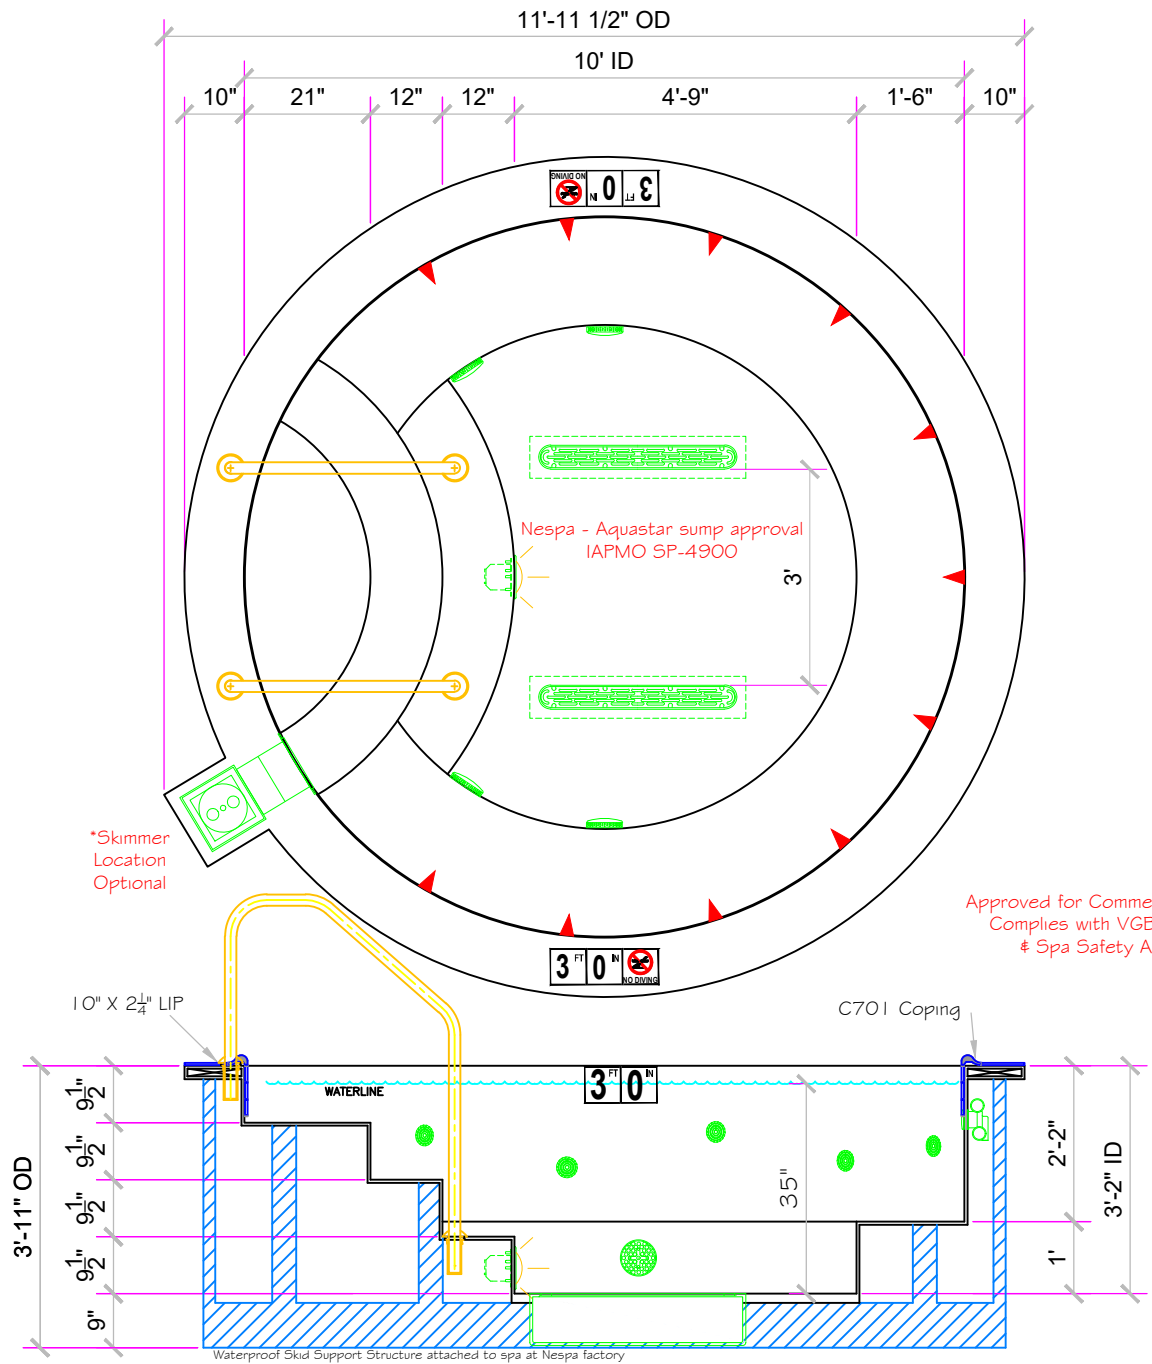 11'-11 1/2" OD
10' ID
10" 21" 12" 12" 4'-9" 1'-6" 10"
NO DIVING 0 IN 3 FT
Nespa - Aquastar sump approval
IAPMO SP-4900
3'
*Skimmer
Location
Optional
Approved for Comme
Complies with VGB
& Spa Safety A
3 FT 0 IN NO DIVING
10" X 2 1/4" LIP
C701 Coping
WATERLINE
3 FT 0 IN
9 1/2"
9 1/2"
9 1/2"
9 1/2"
9"
3'-11" OD
35"
2'-2"
1'
3'-2" ID
Waterproof Skid Support Structure attached to spa at Nespa factory